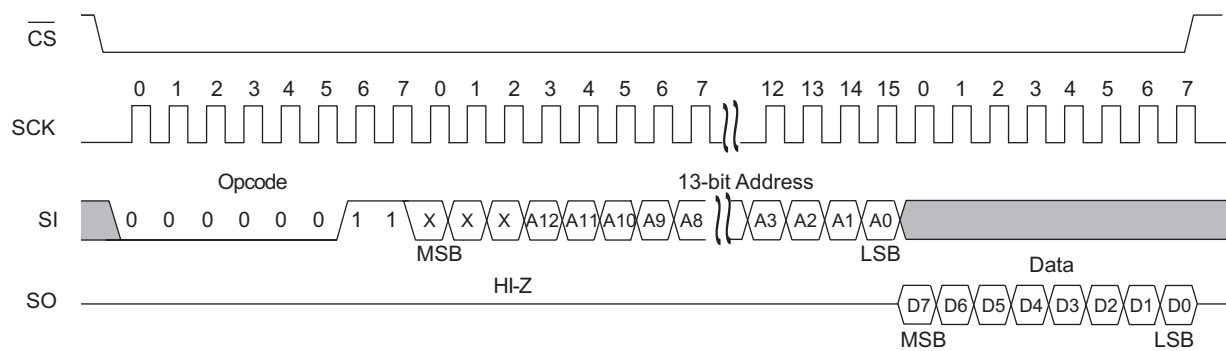 CS
0 1 2 3 4 5 6 7 0 1 2 3 4 5 6 7 12 13 14 15 0 1 2 3 4 5 6 7
SCK
Opcode 13-bit Address
SI 0 0 0 0 0 0 1 1 X X X A12 A11 A10 A9 A8 A3 A2 A1 A0
MSB LSB
HI-Z Data
SO D7 D6 D5 D4 D3 D2 D1 D0
MSB LSB